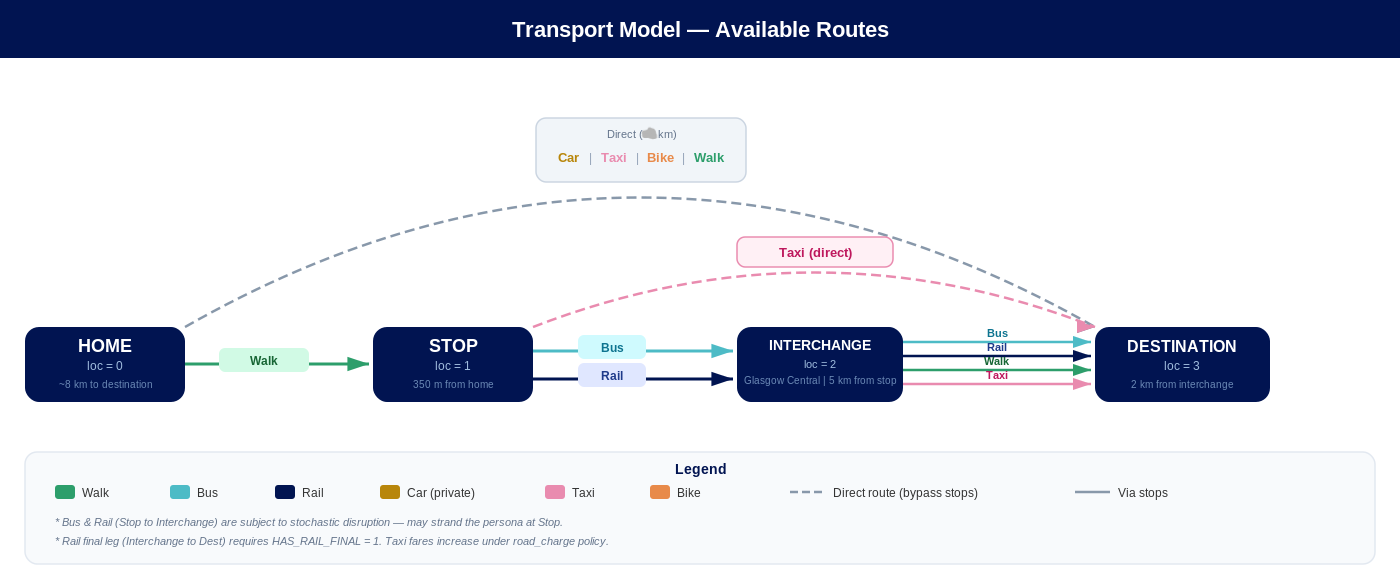 Transport Model — Available Routes
Direct ( km)
Car | Taxi | Bike | Walk
Taxi (direct)
HOME
loc = 0
~8 km to destination
Walk
STOP
loc = 1
350 m from home
Bus
Rail
INTERCHANGE
loc = 2
Glasgow Central | 5 km from stop
Bus
Rail
Walk
Taxi
DESTINATION
loc = 3
2 km from interchange
Legend
Walk
Bus
Rail
Car (private)
Taxi
Bike
Direct route (bypass stops)
Via stops
* Bus & Rail (Stop to Interchange) are subject to stochastic disruption — may strand the persona at Stop.
* Rail final leg (Interchange to Dest) requires HAS_RAIL_FINAL = 1. Taxi fares increase under road_charge policy.